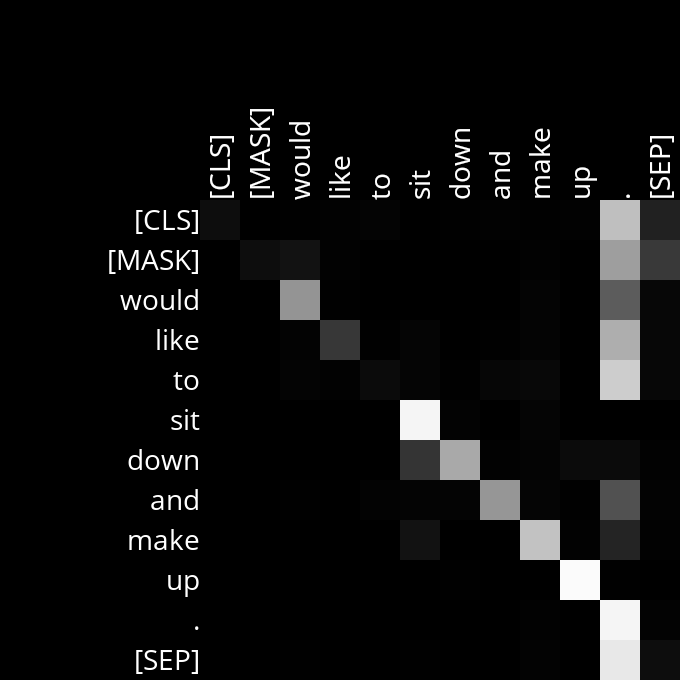 [CLS] [MASK] would like to sit down and make up . [SEP]
[CLS]
[MASK]
would
like
to
sit
down
and
make
up
.
[SEP]